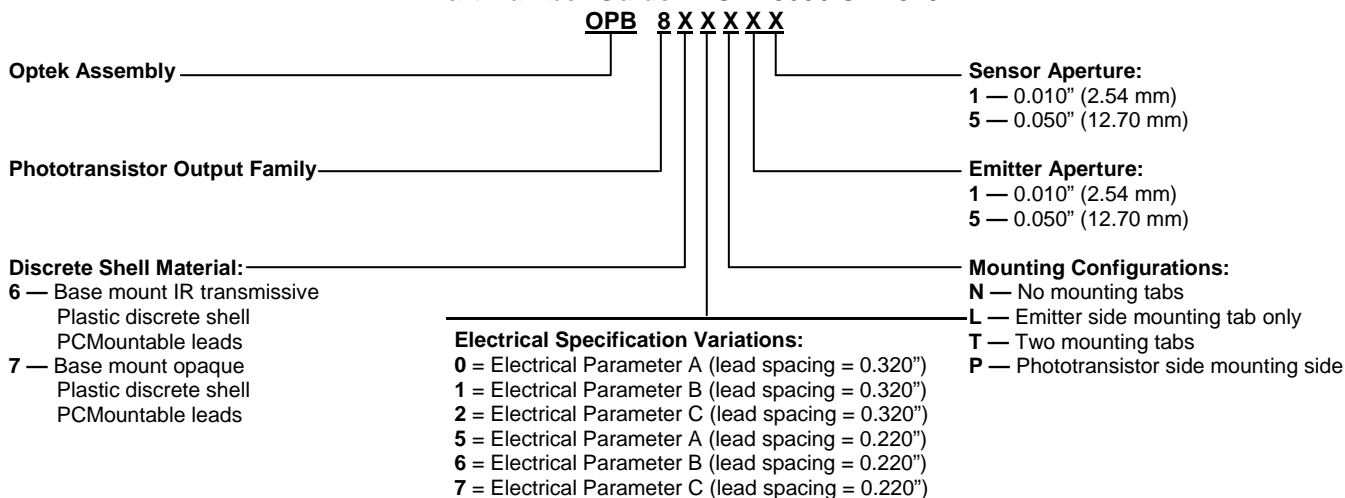 OPB 8 X X X X X
Optek Assembly
Sensor Aperture:
1 — 0.010” (2.54 mm)
5 — 0.050” (12.70 mm)
Phototransistor Output Family
Emitter Aperture:
1 — 0.010” (2.54 mm)
5 — 0.050” (12.70 mm)
Discrete Shell Material:
6 — Base mount IR transmissive
Plastic discrete shell
PCMountable leads
7 — Base mount opaque
Plastic discrete shell
PCMountable leads
Electrical Specification Variations:
0 = Electrical Parameter A (lead spacing = 0.320”)
1 = Electrical Parameter B (lead spacing = 0.320”)
2 = Electrical Parameter C (lead spacing = 0.320”)
5 = Electrical Parameter A (lead spacing = 0.220”)
6 = Electrical Parameter B (lead spacing = 0.220”)
7 = Electrical Parameter C (lead spacing = 0.220”)
Mounting Configurations:
N — No mounting tabs
L — Emitter side mounting tab only
T — Two mounting tabs
P — Phototransistor side mounting side